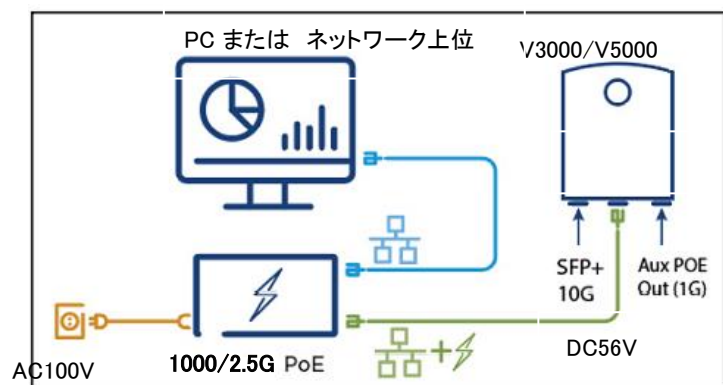 PC または ネットワーク上位
V3000/V5000
SFP+
10G
Aux POE
Out (1G)
DC56V
1000/2.5G PoE
AC100V